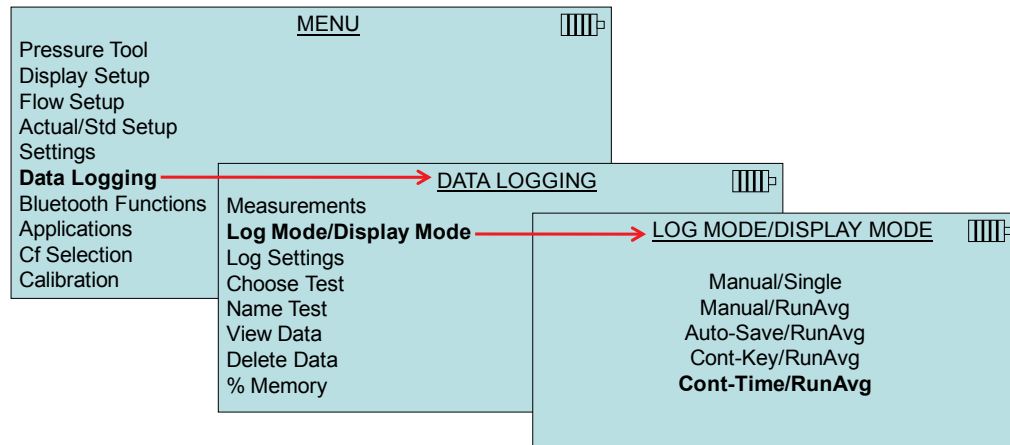 MENU
Pressure Tool
Display Setup
Flow Setup
Actual/Std Setup
Settings
Data Logging
Bluetooth Functions
Applications
Cf Selection
Calibration
DATA LOGGING
Measurements
Log Mode/Display Mode
Log Settings
Choose Test
Name Test
View Data
Delete Data
% Memory
LOG MODE/DISPLAY MODE
Manual/Single
Manual/RunAvg
Auto-Save/RunAvg
Cont-Key/RunAvg
Cont-Time/RunAvg